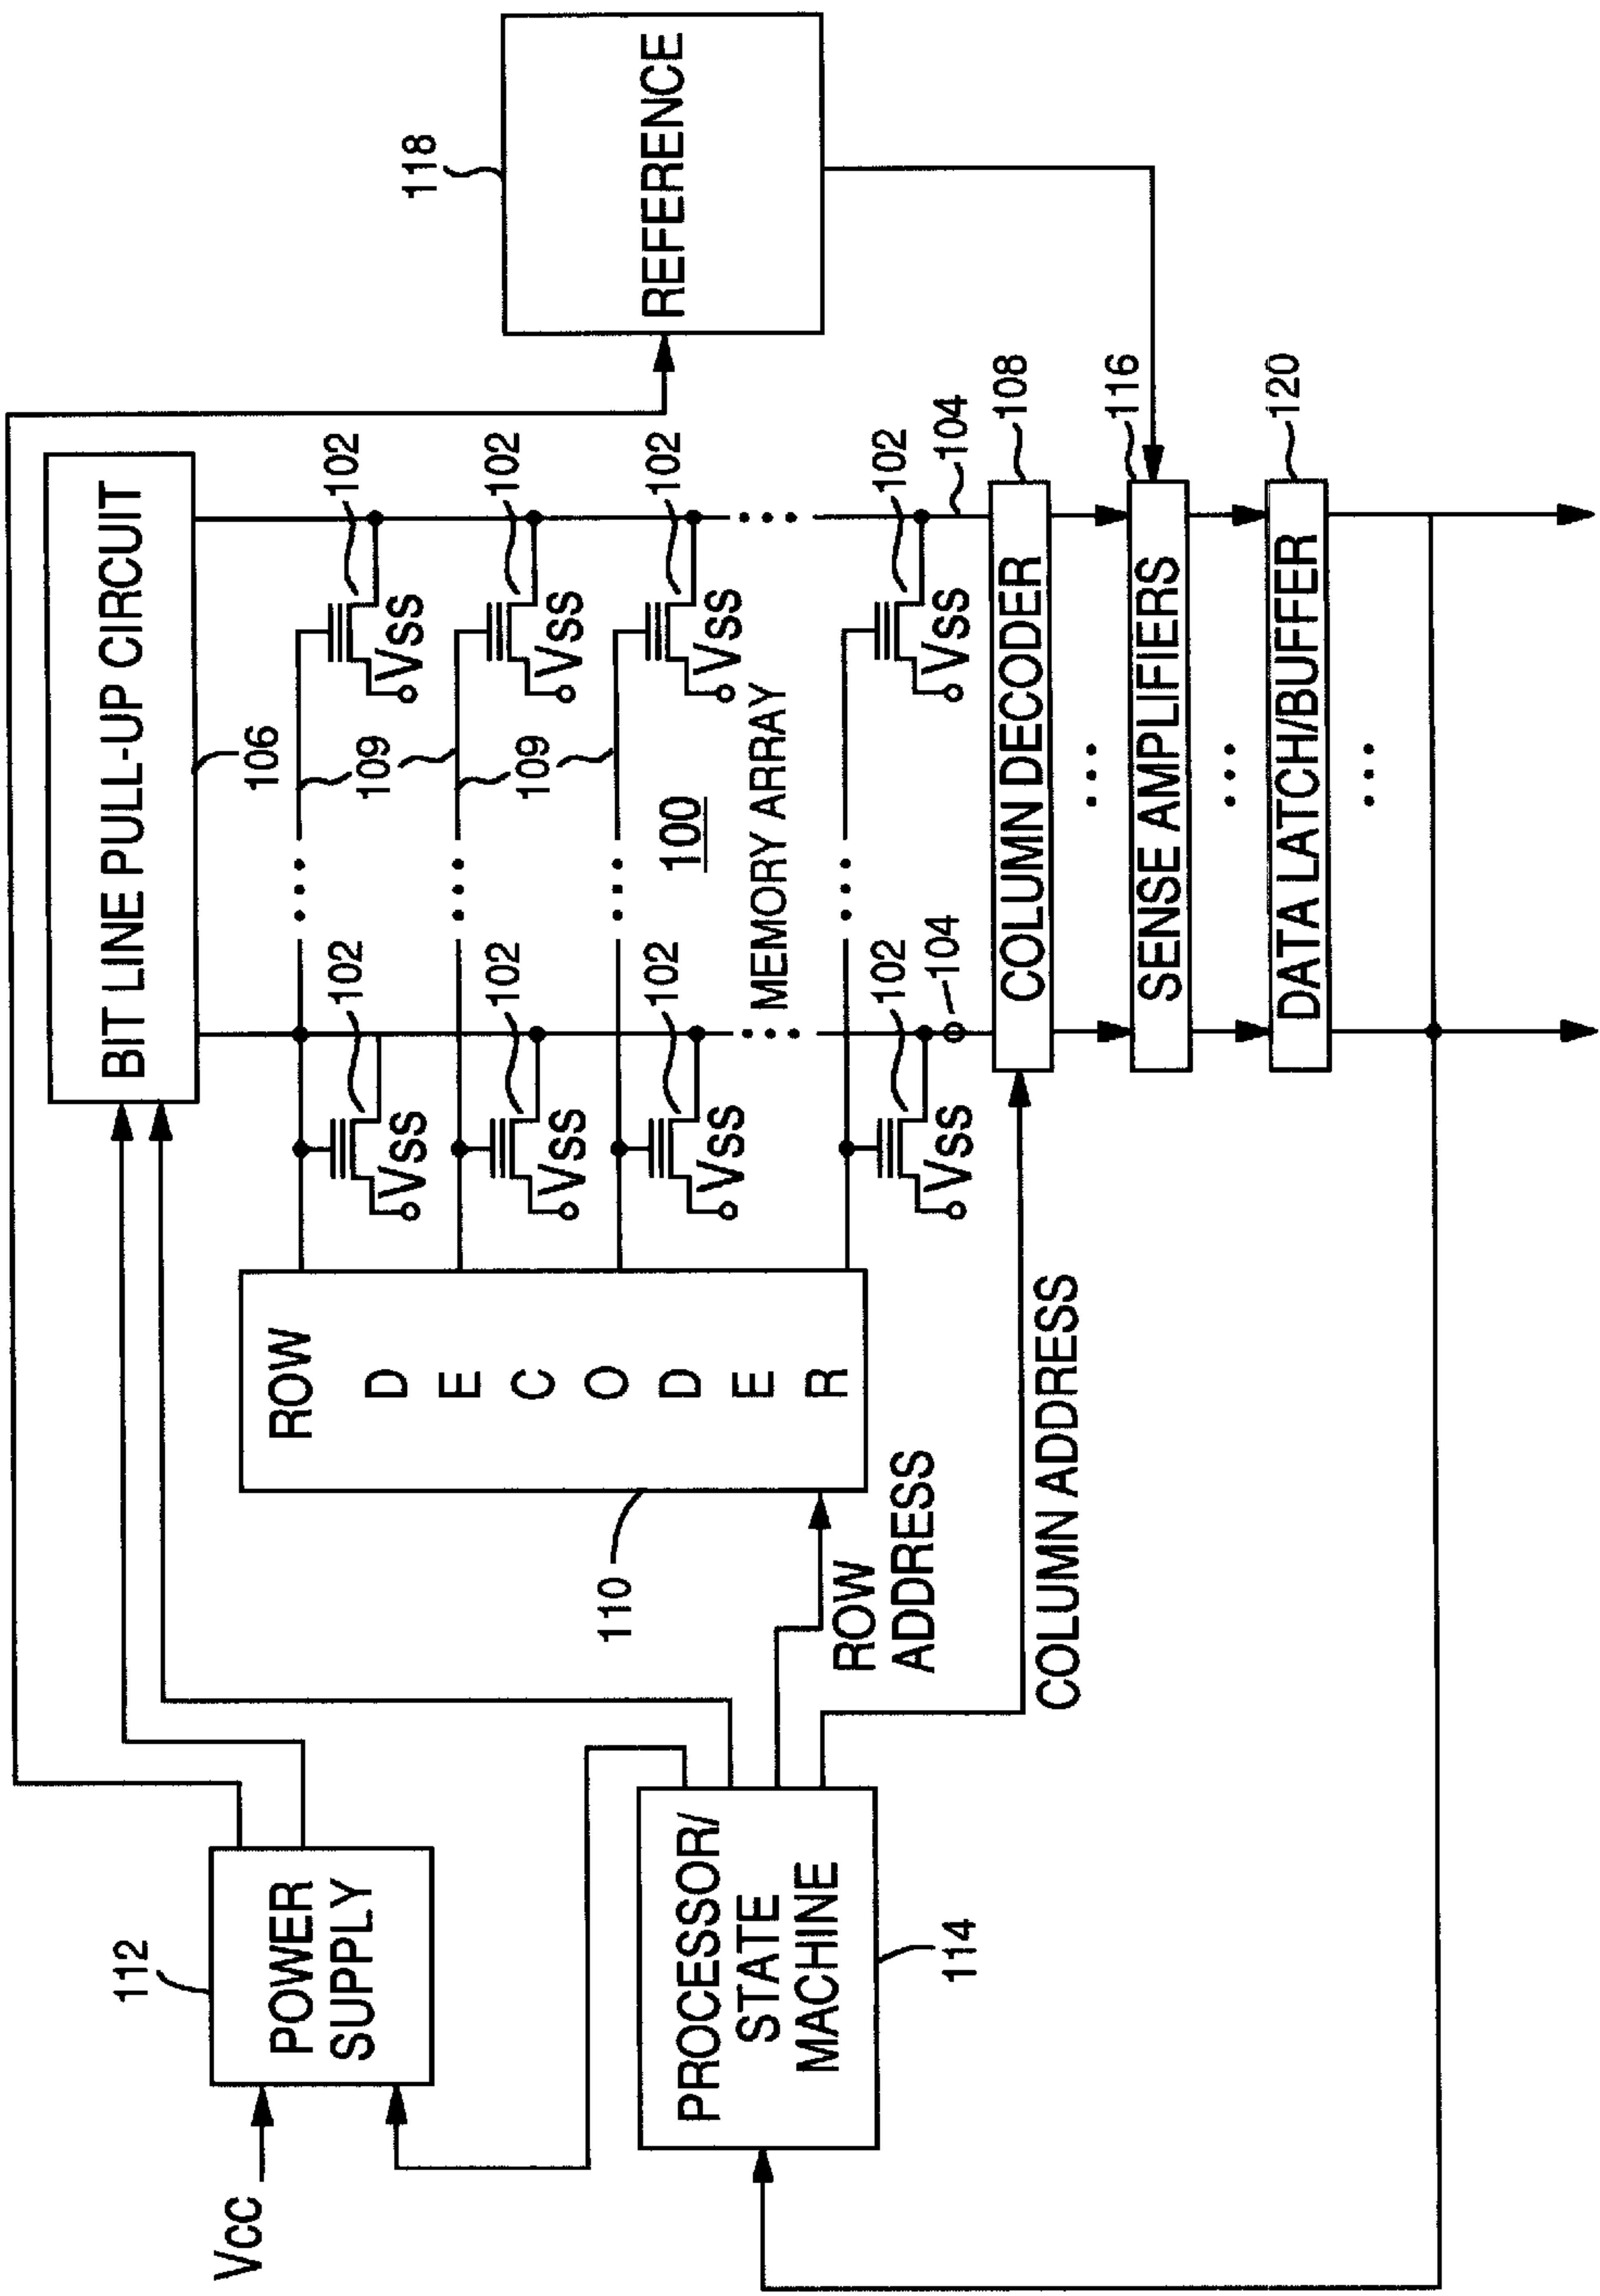 BIT LINE PULL-UP CIRCUIT
106
118
REFERENCE
112
POWER
SUPPLY
VCC
ROW
D
E
C
O
D
E
R
110
102
102
102
102
102
102
102
102
VSS
VSS
VSS
VSS
VSS
VSS
VSS
VSS
109
109
100
MEMORY ARRAY
104
104
PROCESSOR/
STATE
MACHINE
114
ROW
ADDRESS
COLUMN ADDRESS
COLUMN DECODER
108
SENSE AMPLIFIERS
116
DATA LATCH/BUFFER
120